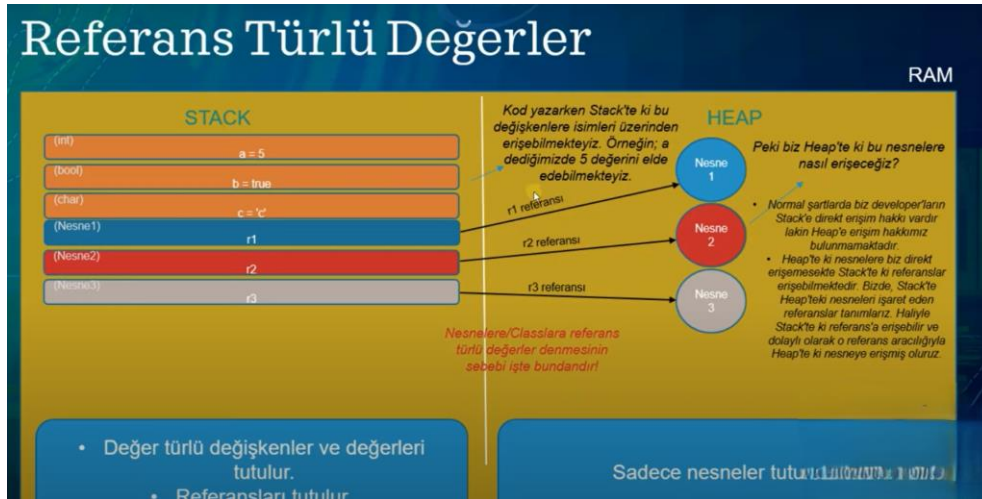 Referans Türlü Değerler
RAM
STACK
(int)
a = 5
(bool)
b = true
(char)
c = 'c'
(Nesne1)
r1
(Nesne2)
r2
(Nesne3)
r3
Kod yazarken Stack'te ki bu
değişkenlere isimleri üzerinden
erişebilmekteyiz. Örneğin; a
dediğimizde 5 değerini elde
edebilmekteyiz.
r1 referansı
r2 referansı
r3 referansı
Nesnelere/Classlara referans
türlü değerler denmesinin
sebebi işte bundandır!
HEAP
Nesne
1
Nesne
2
Nesne
3
Peki biz Heap'te ki bu nesnelere
nasıl erişeceğiz?
• Normal şartlarda biz developer'ların
Stack'e direkt erişim hakkı vardır
lakin Heap'e erişim hakkımız
bulunmamaktadır.
• Heap'te ki nesnelere biz direkt
erişemesekte Stack'te ki referanslar
erişebilmektedir. Bizde, Stack'te
Heap'teki nesneleri işaret eden
referanslar tanımlarız. Haliyle
Stack'te ki referans'a erişebilir ve
dolaylı olarak o referans aracılığıyla
Heap'te ki nesneye erişmiş oluruz.
• Değer türlü değişkenler ve değerleri
tutulur.
• Referansları tutulur
Sadece nesneler